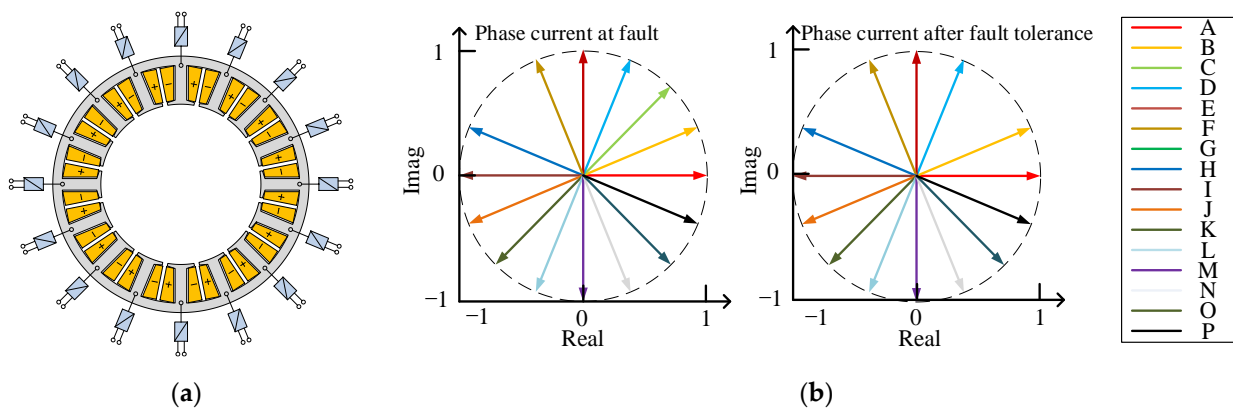 Phase current at fault
1
Imag
0
−1
−1
0
1
Real
Phase current after fault tolerance
1
Imag
0
−1
−1
0
1
Real
A
B
C
D
E
F
G
H
I
J
K
L
M
N
O
P
(a)
(b)